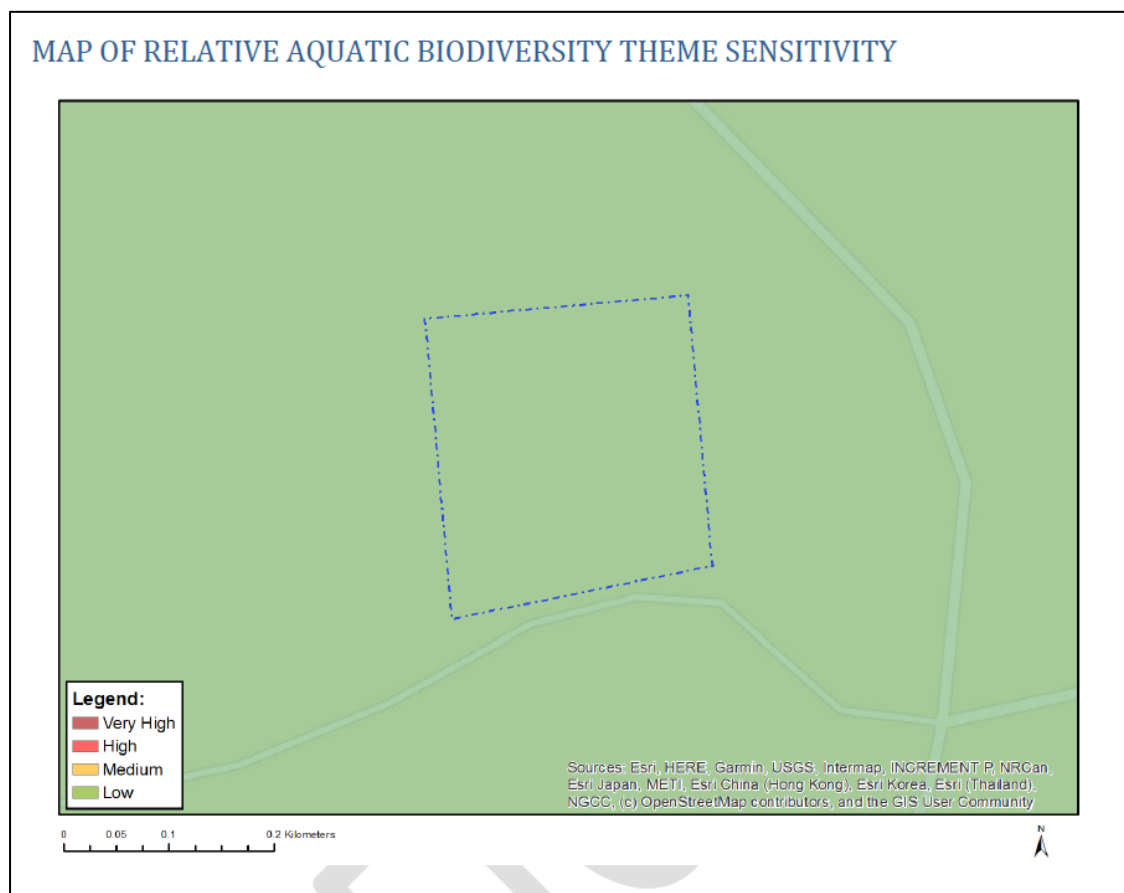 MAP OF RELATIVE AQUATIC BIODIVERSITY THEME SENSITIVITY
Legend:
Very High
High
Medium
Low
Sources: Esri, HERE, Garmin, USGS, Intermap, INCREMENT P, NRCan,
Esri Japan, METI, Esri China (Hong Kong), Esri Korea, Esri (Thailand),
NGCC, (c) OpenStreetMap contributors, and the GIS User Community
0 0.05 0.1 0.2 Kilometers
N